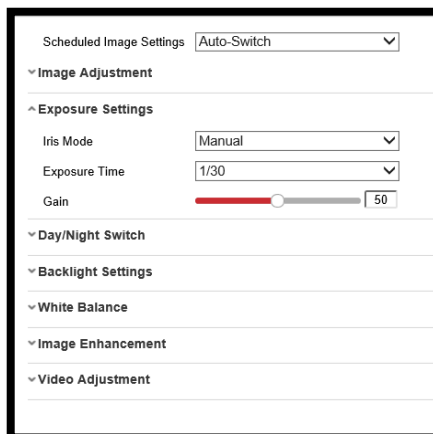 Scheduled Image Settings Auto-Switch
Image Adjustment
Exposure Settings
Iris Mode Manual
Exposure Time 1/30
Gain 50
Day/Night Switch
Backlight Settings
White Balance
Image Enhancement
Video Adjustment